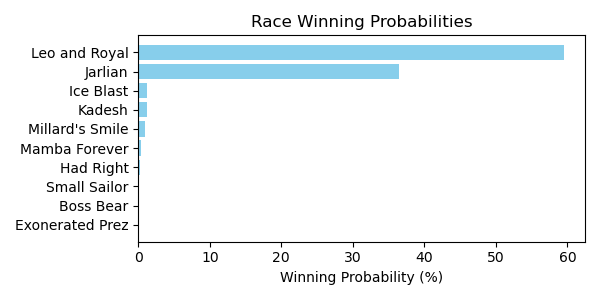 Race Winning Probabilities
Leo and Royal
Jarlian
Ice Blast
Kadesh
Millard's Smile
Mamba Forever
Had Right
Small Sailor
Boss Bear
Exonerated Prez
0 10 20 30 40 50 60
Winning Probability (%)